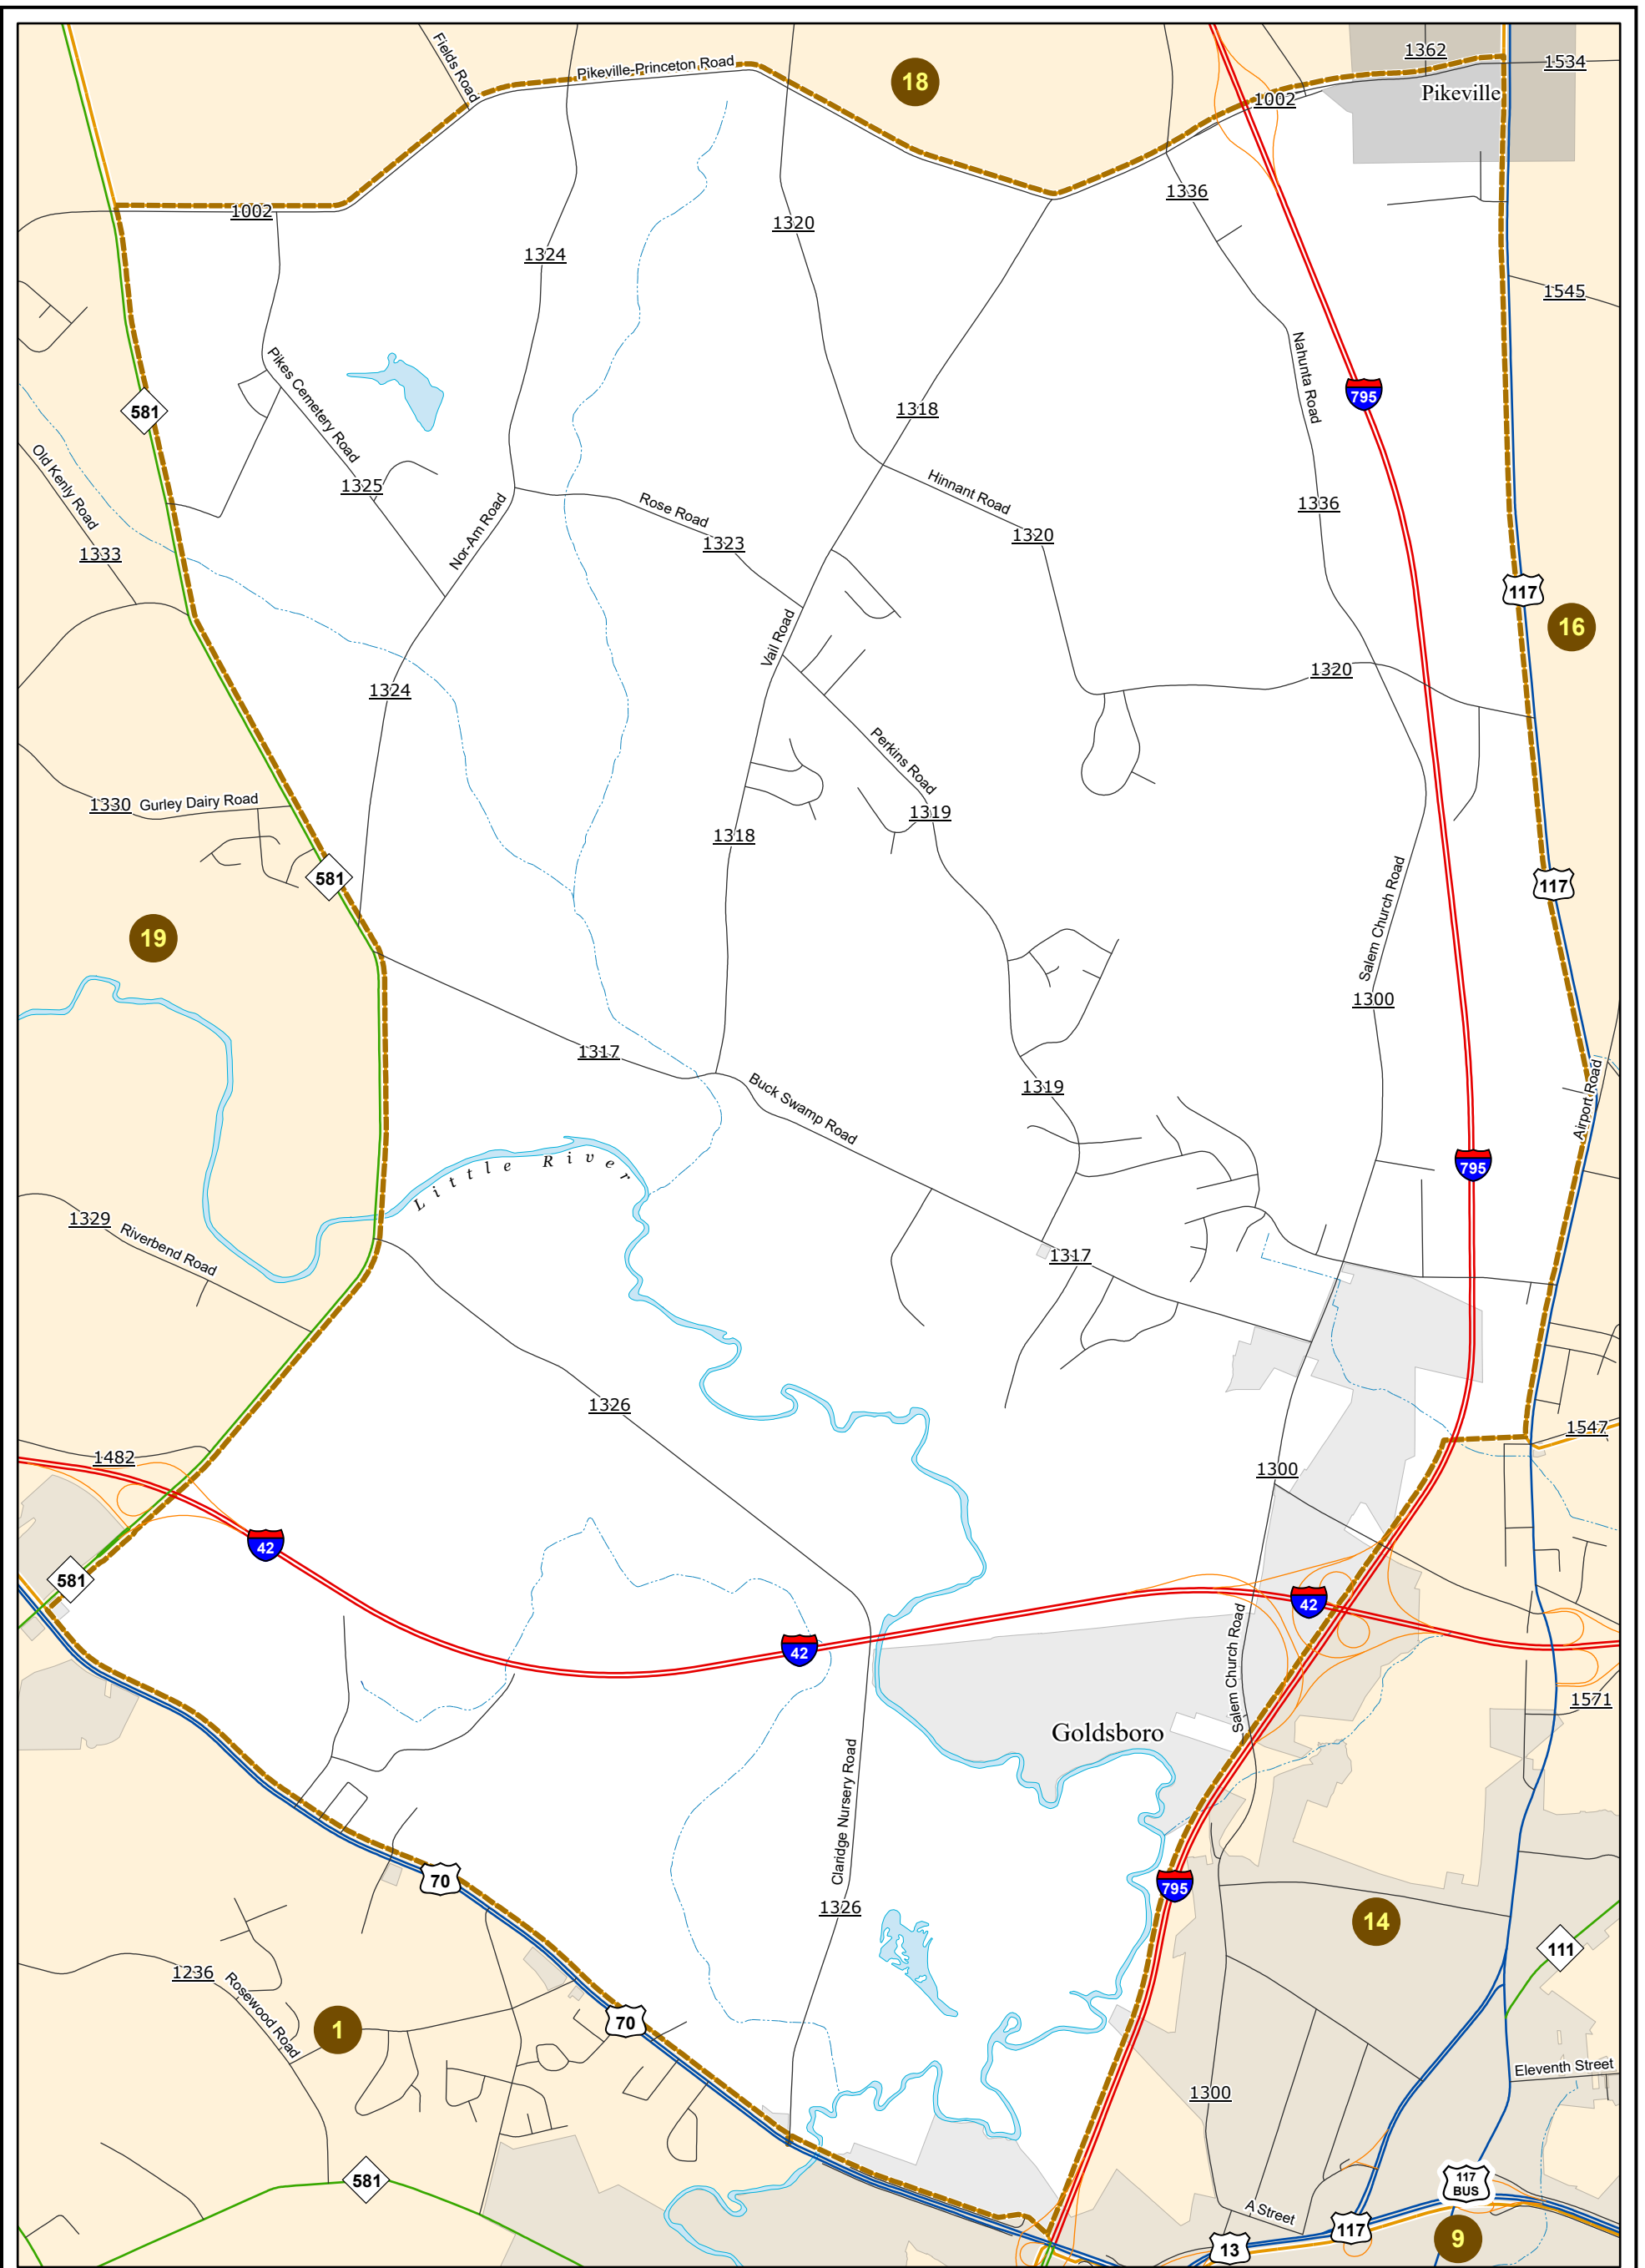 Fields Road
Pikeville-Princeton Road
18
1362
1534
Pikeville
1002
1002
1336
1320
1324
1545
581
Pikes Cemetery Road
Nahunta Road
795
1318
Old Kenly Road
1325
Nor-Am Road
Rose Road
Hinnant Road
1336
1333
1323
1320
117
16
Vail Road
1324
1320
Perkins Road
1330
Gurley Dairy Road
1319
1318
581
117
Salem Church Road
19
1300
1317
Buck Swamp Road
1319
Airport Road
795
Little River
1329
Riverbend Road
1317
1326
1547
1482
1300
42
581
42
42
Salem Church Road
1571
Goldsboro
Claridge Nursery Road
70
795
1326
14
111
1236
Rosewood Road
1
70
Eleventh Street
1300
581
117
BUS
A Street
117
13
9